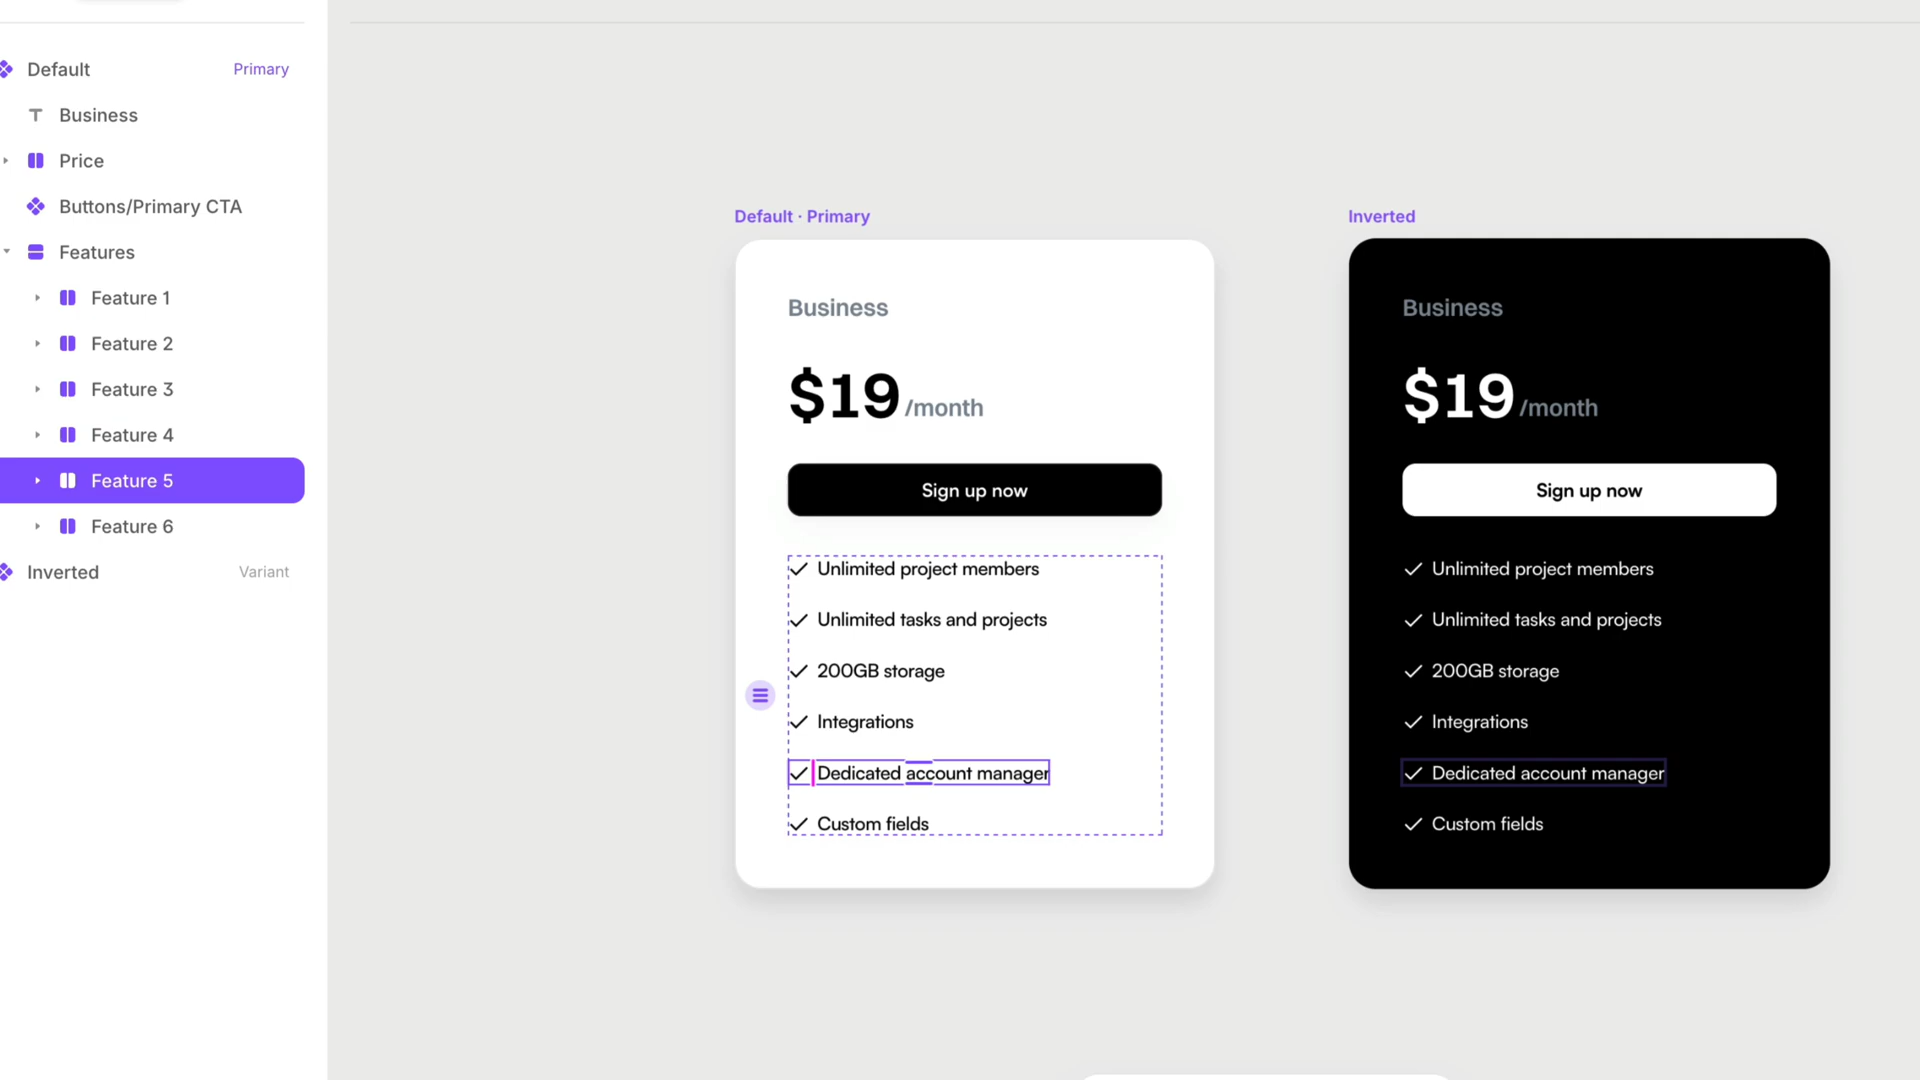 Default Primary
Business
Price
Buttons/Primary CTA
Features
Feature 1
Feature 2
Feature 3
Feature 4
Feature 5
Feature 6
Inverted Variant
Default · Primary
Business
$19 /month
Sign up now
Unlimited project members
Unlimited tasks and projects
200GB storage
Integrations
Dedicated account manager
Custom fields
Inverted
Business
$19 /month
Sign up now
Unlimited project members
Unlimited tasks and projects
200GB storage
Integrations
Dedicated account manager
Custom fields